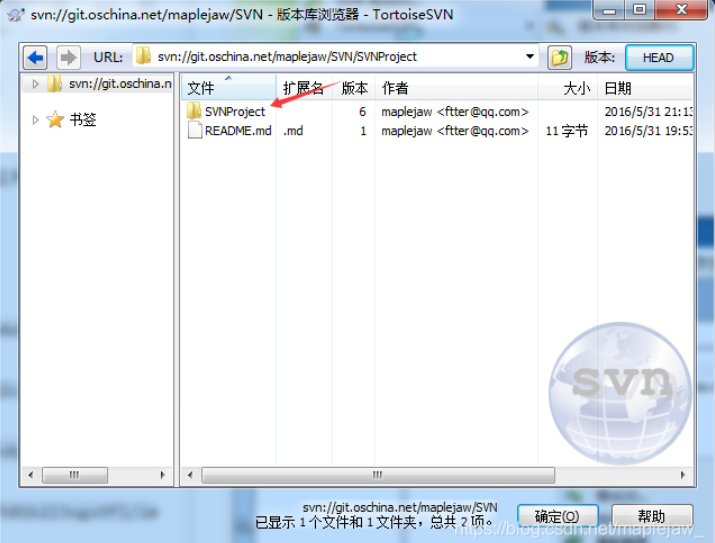 svn://git.oschina.net/maplejaw/SVN - 版本库浏览器 - TortoiseSVN
URL: svn://git.oschina.net/maplejaw/SVN/SVNProject 版本: HEAD
svn://git.oschina.n
书签
文件 扩展名 版本 作者 大小 日期
SVNProject 6 maplejaw <ftter@qq.com> 2016/5/31 21:13
README.md .md 1 maplejaw <ftter@qq.com> 11 字节 2016/5/31 19:53
svn
svn://git.oschina.net/maplejaw/SVN
已显示 1 个文件和 1 文件夹，总共 2 项。
确定(O) 帮助
https://blog.csdn.net/maplejaw_